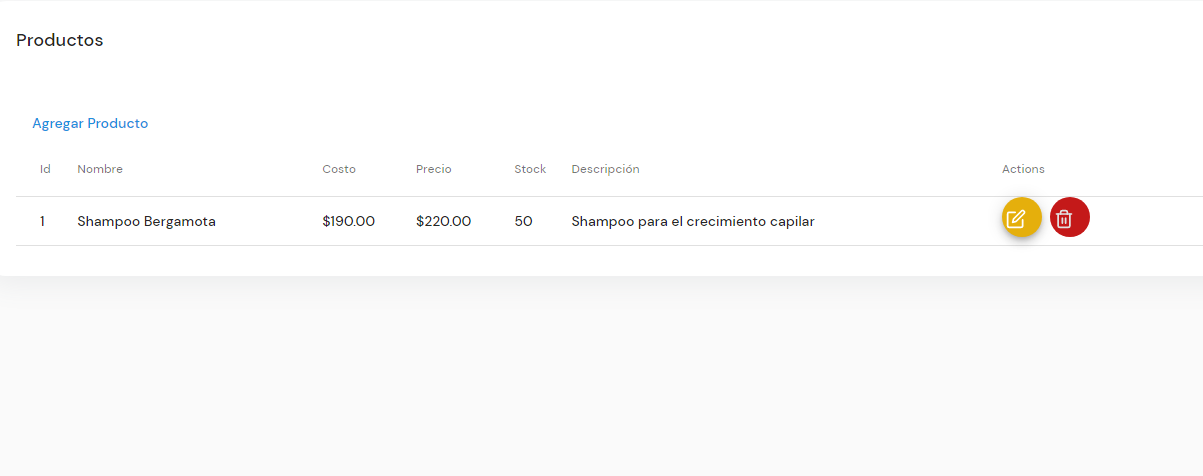 Productos
Agregar Producto
Id Nombre Costo Precio Stock Descripción Actions
1 Shampoo Bergamota $190.00 $220.00 50 Shampoo para el crecimiento capilar